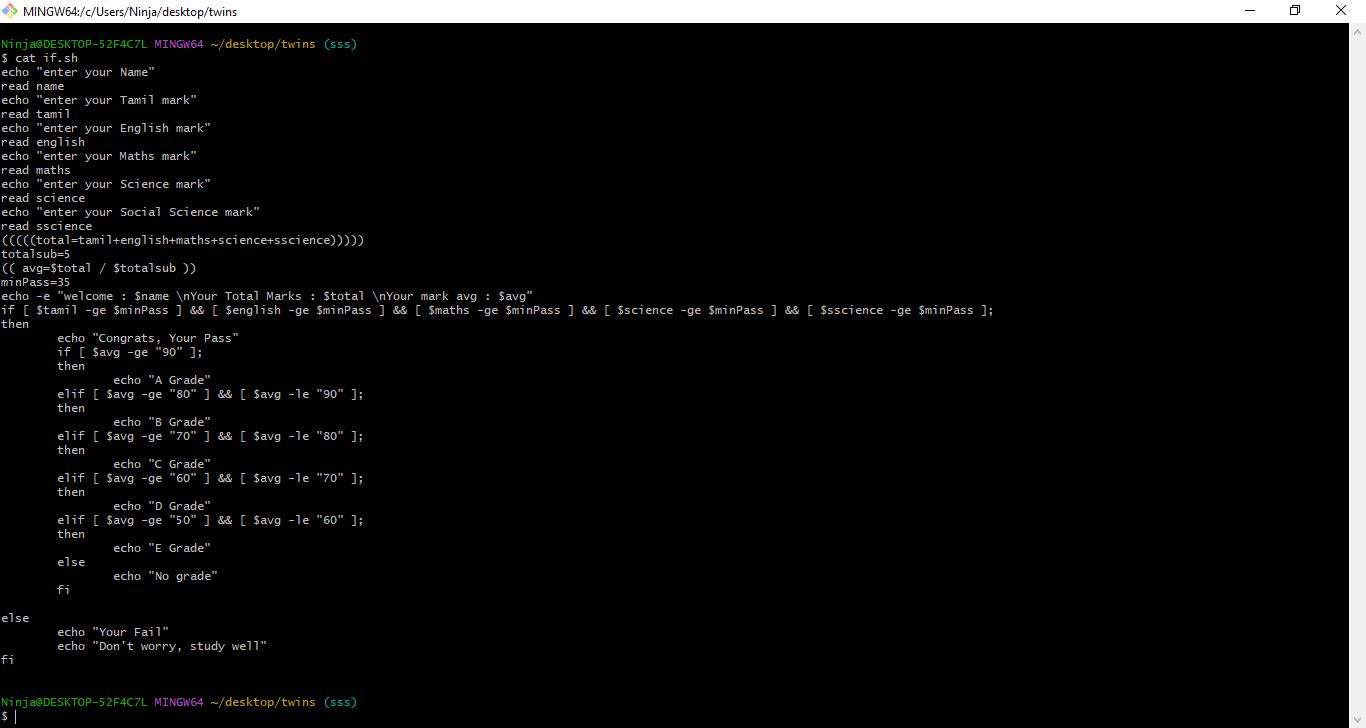 MINGW64:/c/Users/Ninja/desktop/twins
Ninja@DESKTOP-52F4C7L MINGW64 ~/desktop/twins (sss)
$ cat if.sh
echo "enter your Name"
read name
echo "enter your Tamil mark"
read tamil
echo "enter your English mark"
read english
echo "enter your Maths mark"
read maths
echo "enter your Science mark"
read science
echo "enter your Social Science mark"
read sscience
(((((total=tamil+english+maths+science+sscience)))))
totalsub=5
(( avg=$total / $totalsub ))
minPass=35
echo -e "welcome : $name \nYour Total Marks : $total \nYour mark avg : $avg"
if [ $tamil -ge $minPass ] && [ $english -ge $minPass ] && [ $maths -ge $minPass ] && [ $science -ge $minPass ] && [ $sscience -ge $minPass ];
then
        echo "Congrats, Your Pass"
        if [ $avg -ge "90" ];
        then
                echo "A Grade"
        elif [ $avg -ge "80" ] && [ $avg -le "90" ];
        then
                echo "B Grade"
        elif [ $avg -ge "70" ] && [ $avg -le "80" ];
        then
                echo "C Grade"
        elif [ $avg -ge "60" ] && [ $avg -le "70" ];
        then
                echo "D Grade"
        elif [ $avg -ge "50" ] && [ $avg -le "60" ];
        then
                echo "E Grade"
        else
                echo "No grade"
        fi
else
        echo "Your Fail"
        echo "Don't worry, study well"
fi
Ninja@DESKTOP-52F4C7L MINGW64 ~/desktop/twins (sss)
$